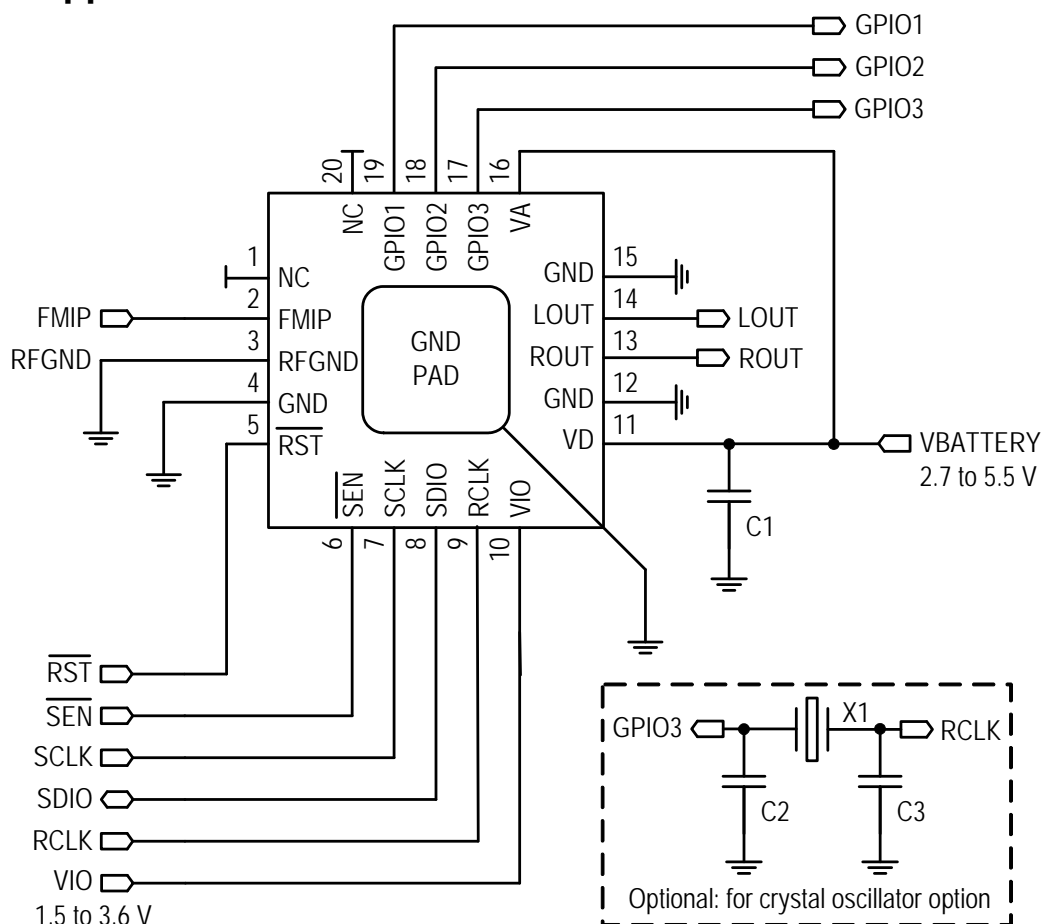 GPIO1
GPIO2
GPIO3
20
19
18
17
16
NC
GPIO1
GPIO2
GPIO3
VA
1
NC
2
FMIP
FMIP
3
RFGND
RFGND
4
GND
5
RST
GND
PAD
15
GND
14
LOUT
LOUT
13
ROUT
ROUT
12
GND
11
VD
VBATTERY
2.7 to 5.5 V
C1
SEN
SCLK
SDIO
RCLK
VIO
6
7
8
9
10
RST
SEN
SCLK
SDIO
RCLK
VIO
1.5 to 3.6 V
GPIO3
X1
RCLK
C2
C3
Optional: for crystal oscillator option